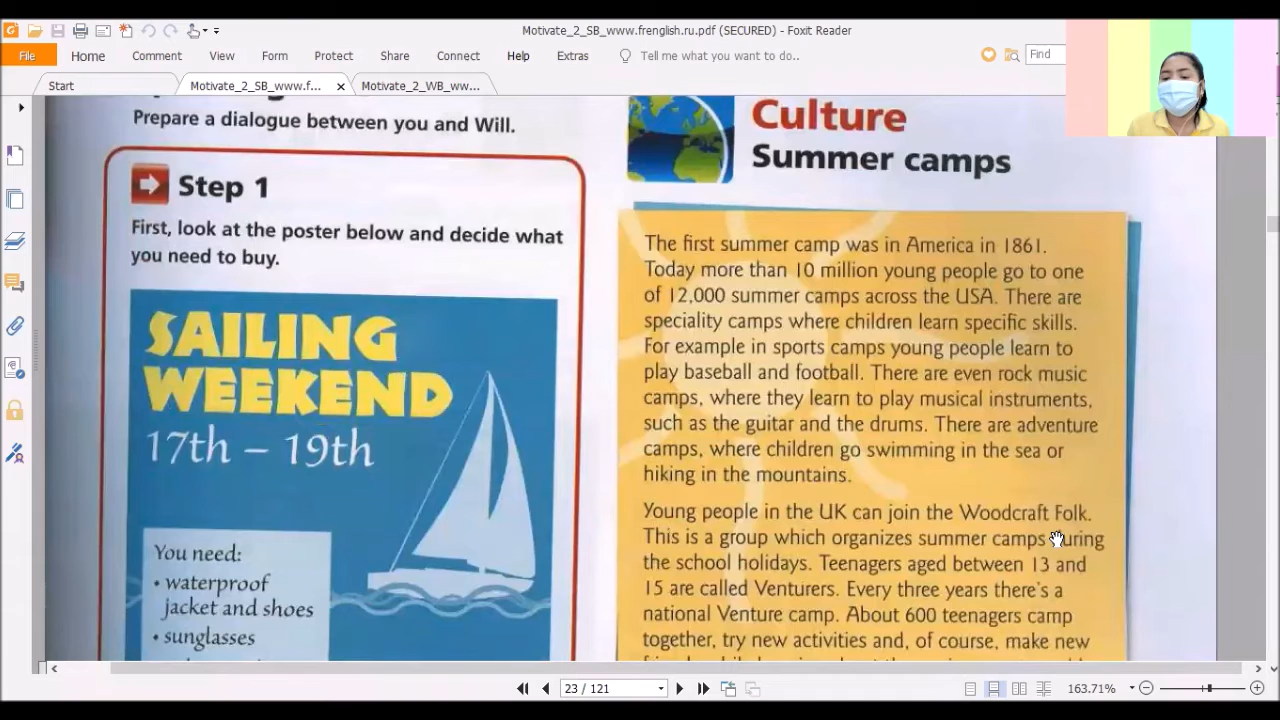 Motivate_2_SB_www.frenglish.ru.pdf (SECURED) - Foxit Reader
File Home Comment View Form Protect Share Connect Help Extras Tell me what you want to do.. Find
Start Motivate_2_SB_www.f... Motivate_2_WB_ww...
Prepare a dialogue between you and Will.
Step 1
First, look at the poster below and decide what
you need to buy.
SAILING
WEEKEND
17th – 19th
You need:
• waterproof
jacket and shoes
• sunglasses
Culture
Summer camps
The first summer camp was in America in 1861.
Today more than 10 million young people go to one
of 12,000 summer camps across the USA. There are
speciality camps where children learn specific skills.
For example in sports camps young people learn to
play baseball and football. There are even rock music
camps, where they learn to play musical instruments,
such as the guitar and the drums. There are adventure
camps, where children go swimming in the sea or
hiking in the mountains.
Young people in the UK can join the Woodcraft Folk.
This is a group which organizes summer camps during
the school holidays. Teenagers aged between 13 and
15 are called Venturers. Every three years there's a
national Venture camp. About 600 teenagers camp
together, try new activities and, of course, make new
23 / 121
163.71%